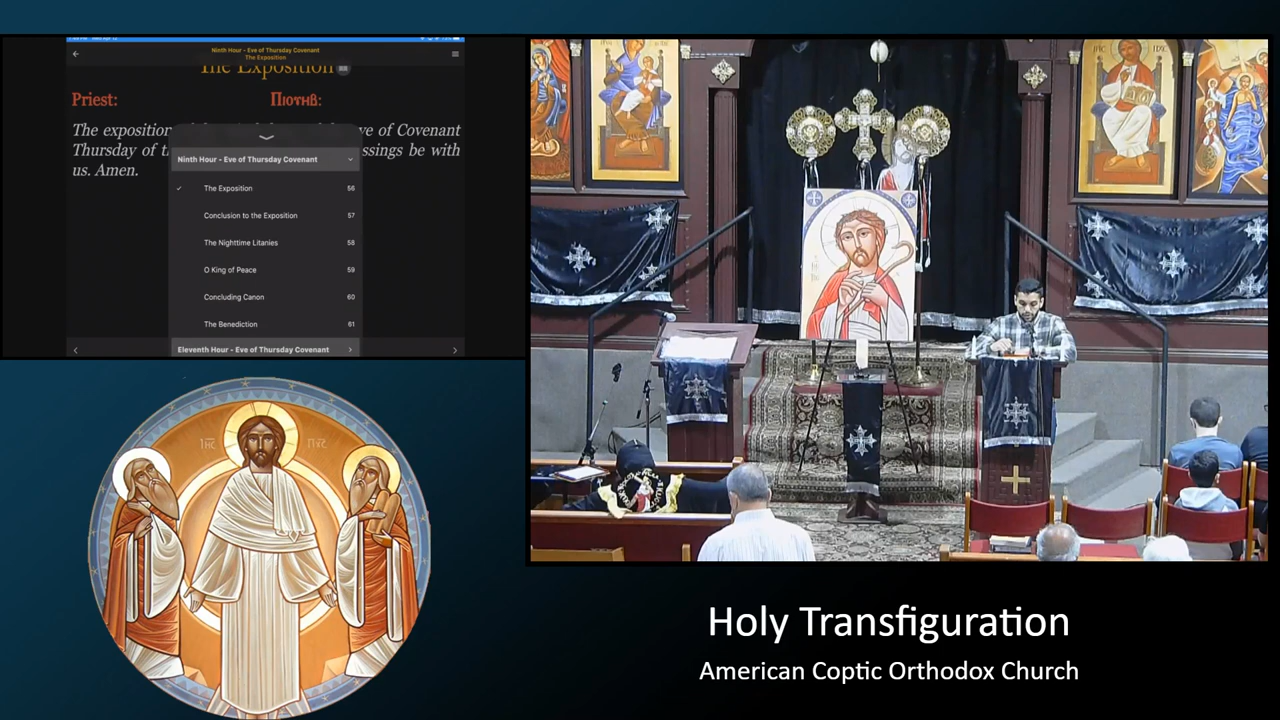 Ninth Hour - Eve of Thursday Covenant
The Exposition
The Exposition
Priest:
Ⲡⲓⲟⲩⲏⲃ:
The exposition
ve of Covenant
Thursday of t
ssings be with
us. Amen.
Ninth Hour - Eve of Thursday Covenant
The Exposition 56
Conclusion to the Exposition 57
The Nighttime Litanies 58
O King of Peace 59
Concluding Canon 60
The Benediction 61
Eleventh Hour - Eve of Thursday Covenant
Holy Transfiguration
American Coptic Orthodox Church